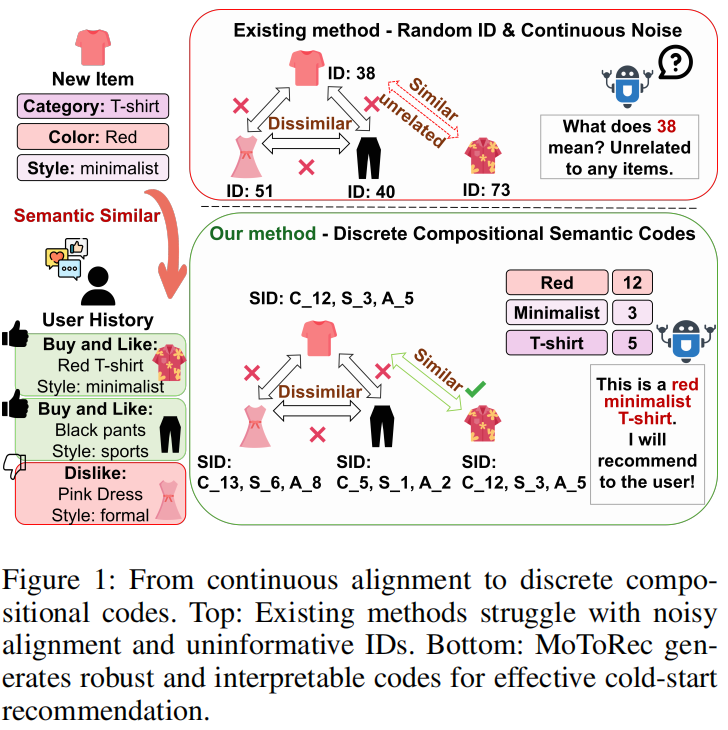 New Item
Category: T-shirt
Color: Red
Style: minimalist
Semantic Similar
User History
Buy and Like:
Red T-shirt
Style: minimalist
Buy and Like:
Black pants
Style: sports
Dislike:
Pink Dress
Style: formal
Existing method - Random ID & Continuous Noise
ID: 38
Dissimilar
Similar
unrelated
ID: 51
ID: 40
ID: 73
?
What does 38
mean? Unrelated
to any items.
Our method - Discrete Compositional Semantic Codes
SID: C_12, S_3, A_5
Dissimilar
Similar
SID:
C_13, S_6, A_8
SID:
C_5, S_1, A_2
SID:
C_12, S_3, A_5
Red 12
Minimalist 3
T-shirt 5
This is a red
minimalist
T-shirt.
I will
recommend
to the user!
Figure 1: From continuous alignment to discrete compo-
sitional codes. Top: Existing methods struggle with noisy
alignment and uninformative IDs. Bottom: MoToRec gen-
erates robust and interpretable codes for effective cold-start
recommendation.